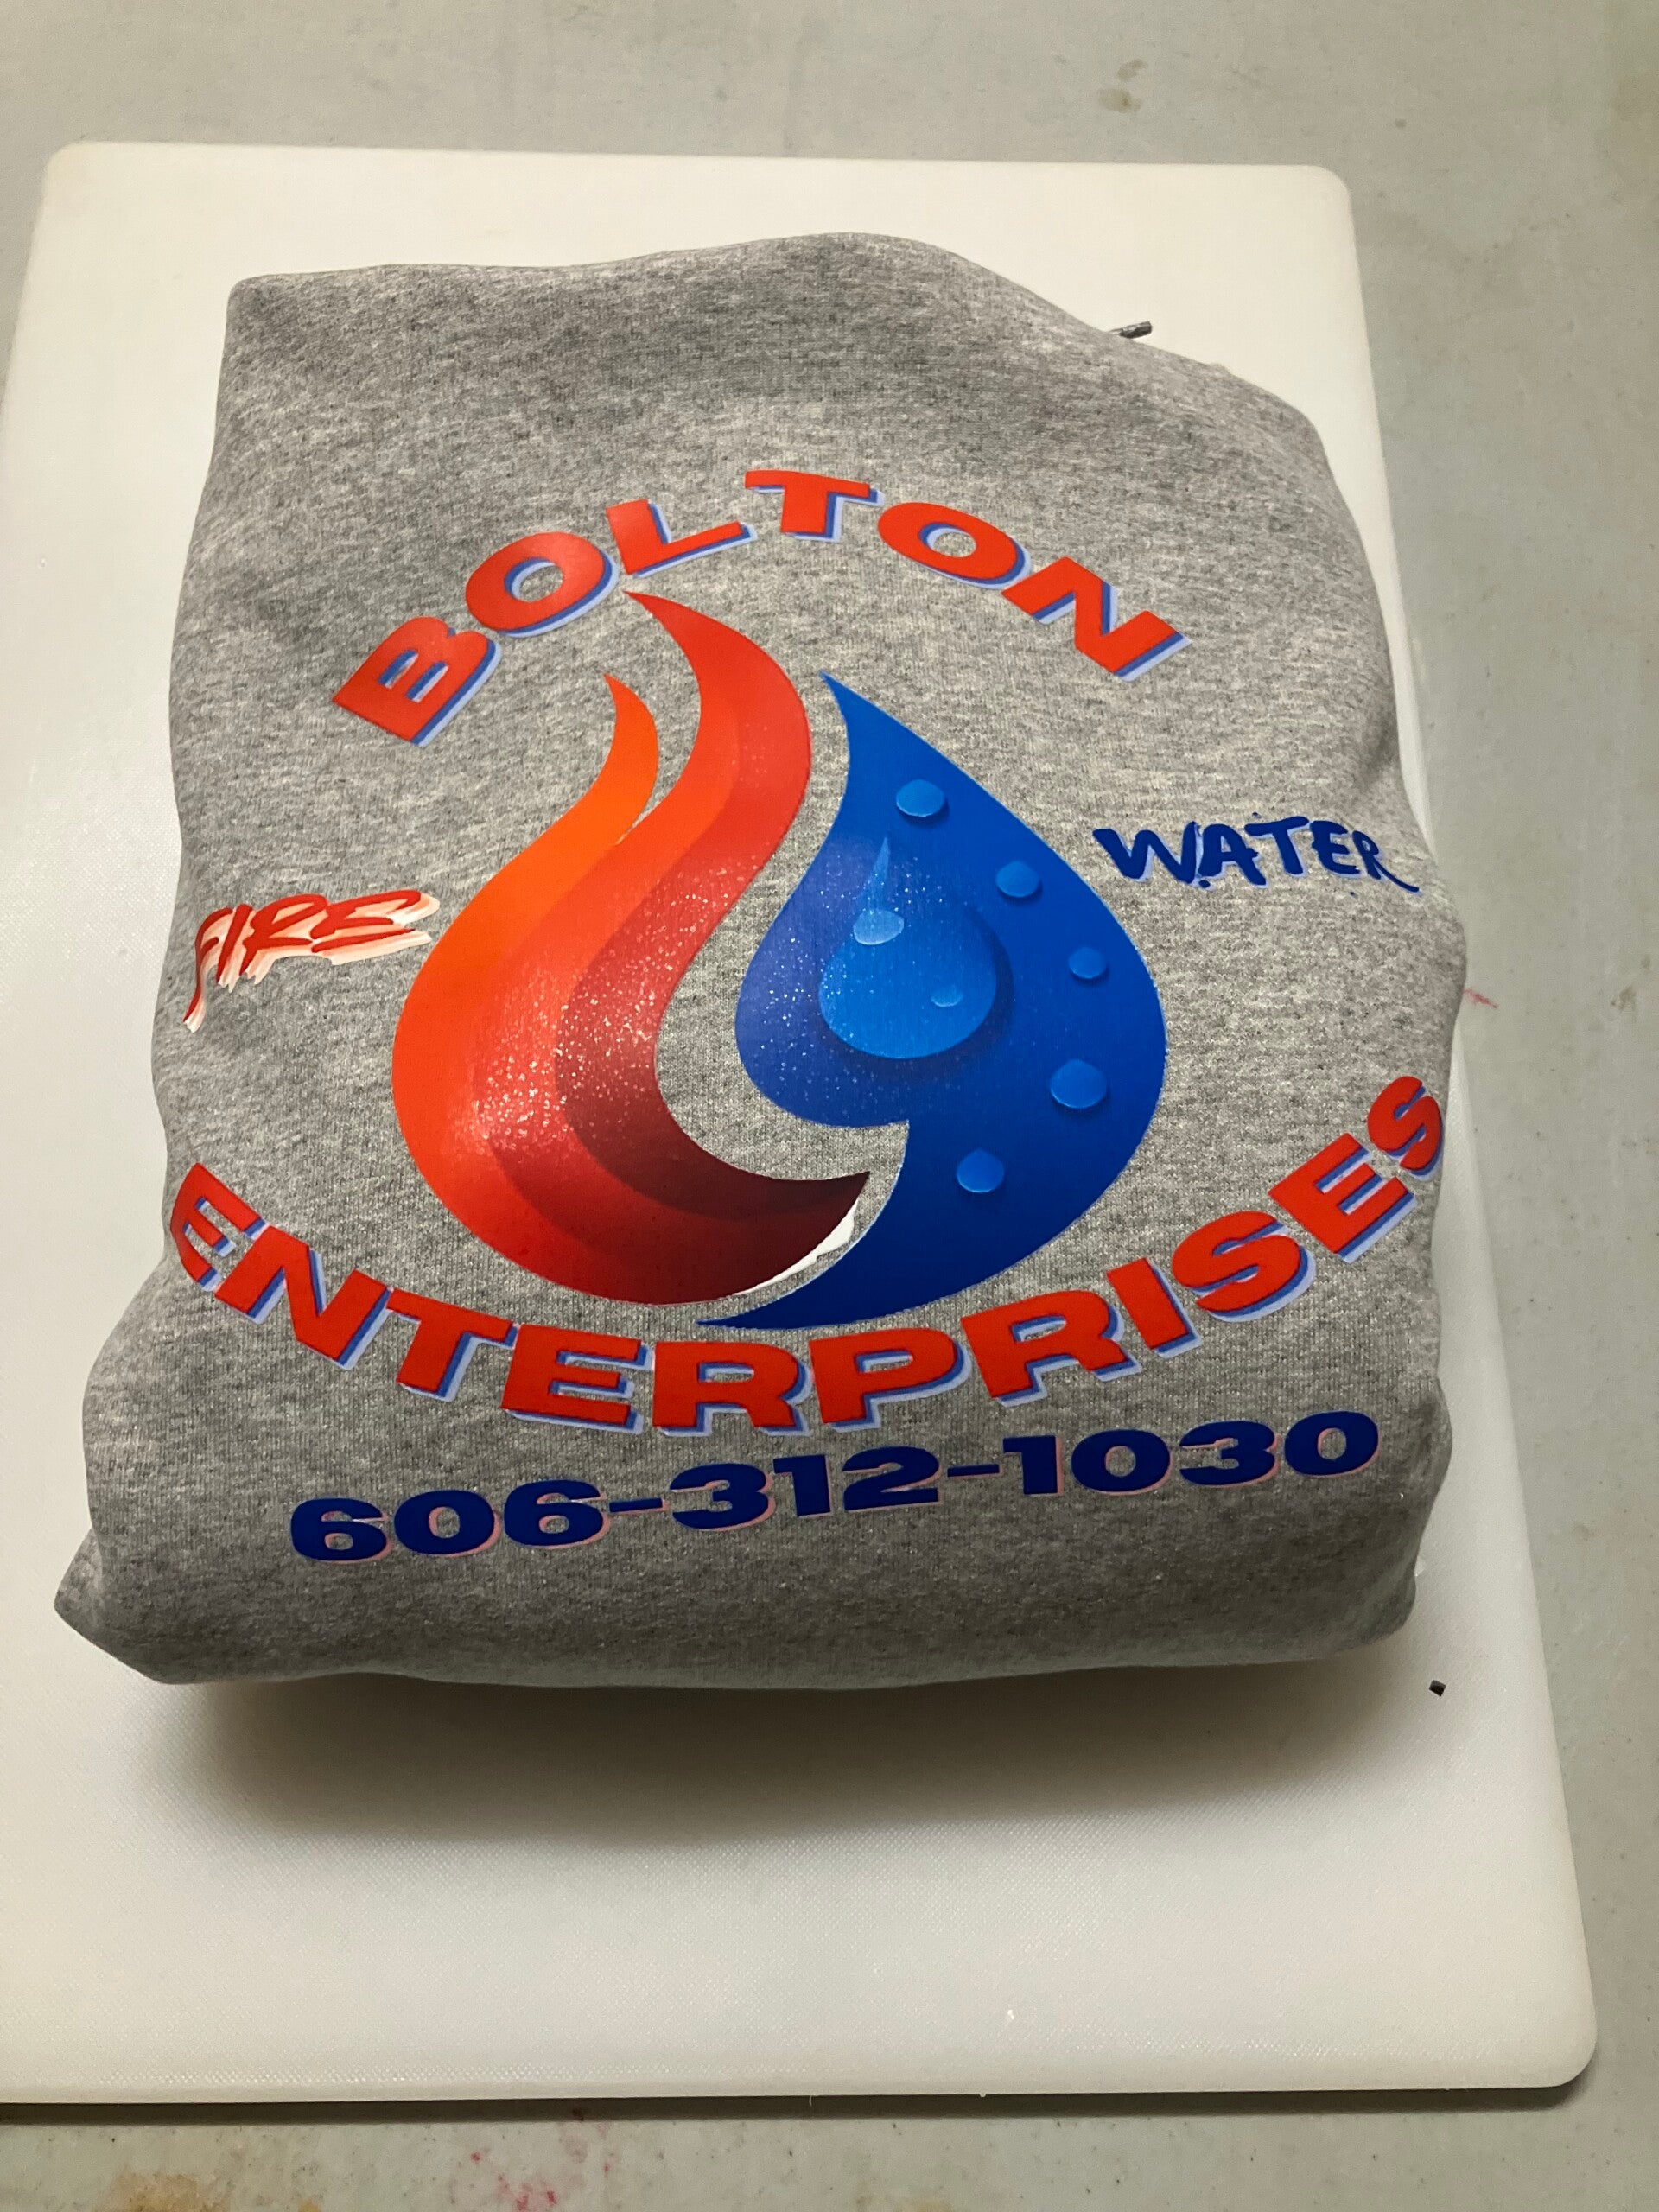 BOLTON
FIRE
WATER
ENTERPRISES
606-312-1030